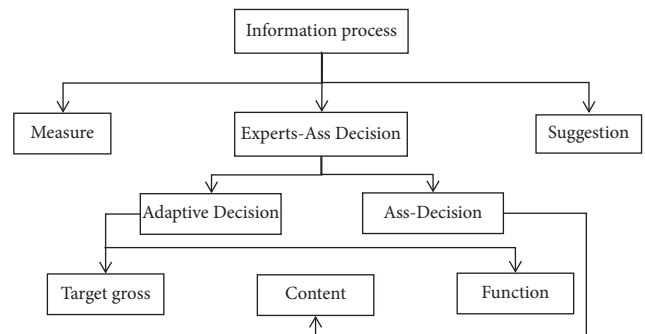 Information process
Measure
Experts-Ass Decision
Suggestion
Adaptive Decision
Ass-Decision
Target gross
Content
Function